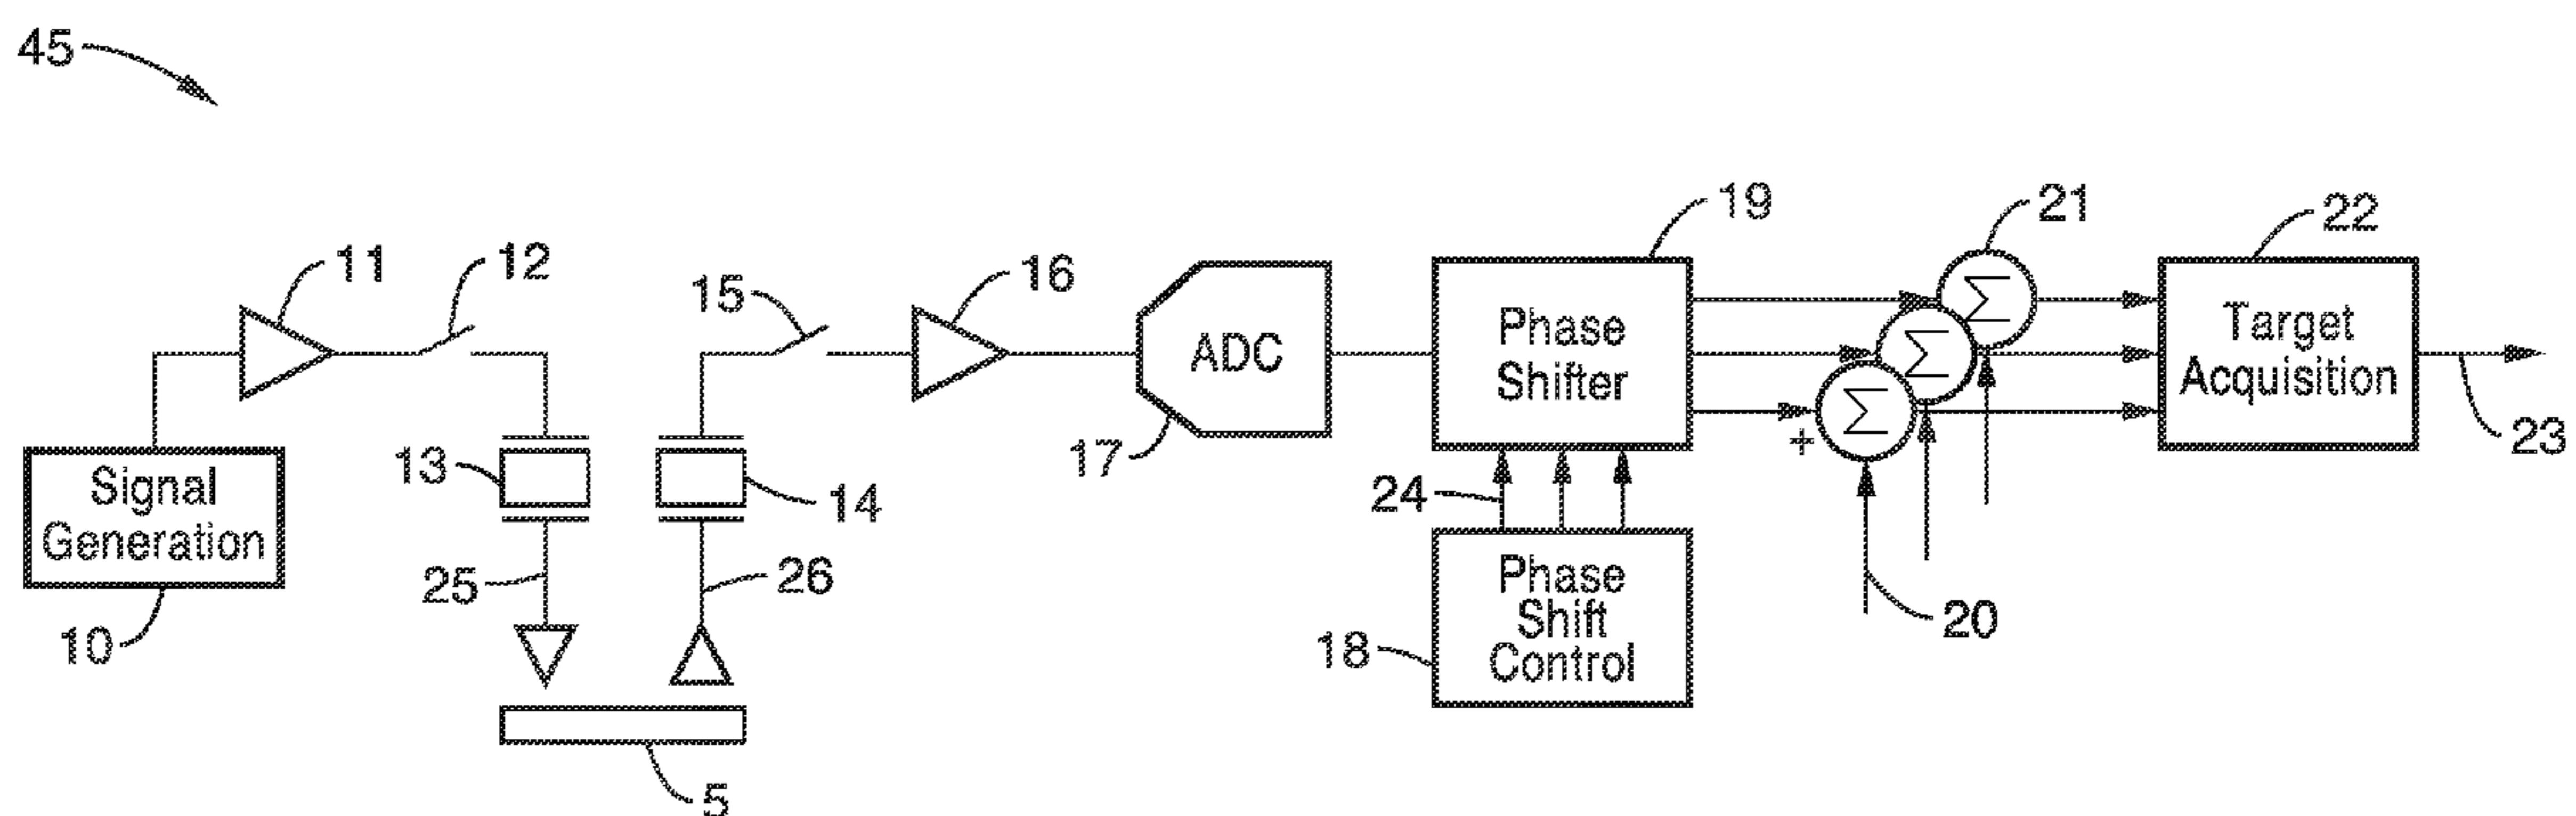 45
11
12
15
16
19
21
22
ADC
Phase
Shifter
Σ
Σ
Σ
+
Target
Acquisition
23
Signal
Generation
10
13
14
17
24
25
26
Phase
Shift
Control
18
20
5